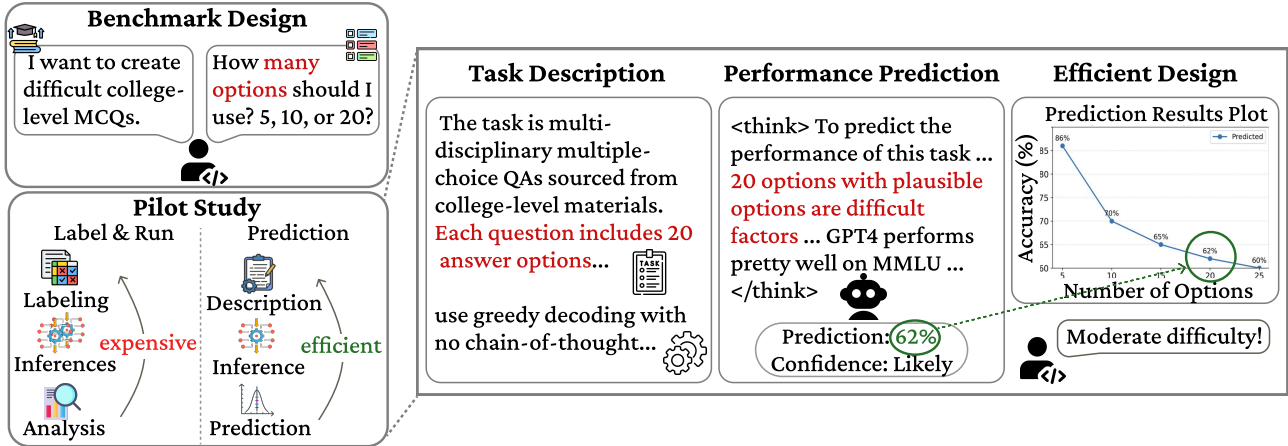 Benchmark Design
I want to create
difficult college-
level MCQs.
How many
options should I
use? 5, 10, or 20?
Pilot Study
Label & Run
Labeling
Inferences
Analysis
expensive
Prediction
Description
Inference
Prediction
efficient
Task Description
The task is multi-
disciplinary multiple-
choice QAs sourced from
college-level materials.
Each question includes 20
answer options...
TASK
use greedy decoding with
no chain-of-thought...
Performance Prediction
<think> To predict the
performance of this task ...
20 options with plausible
options are difficult
factors ... GPT4 performs
pretty well on MMLU ...
</think>
Prediction: 62%
Confidence: Likely
Efficient Design
Prediction Results Plot
Predicted
Accuracy (%)
85
80
75
70
65
60
86%
70%
65%
62%
60%
5
10
15
20
25
Number of Options
Moderate difficulty!